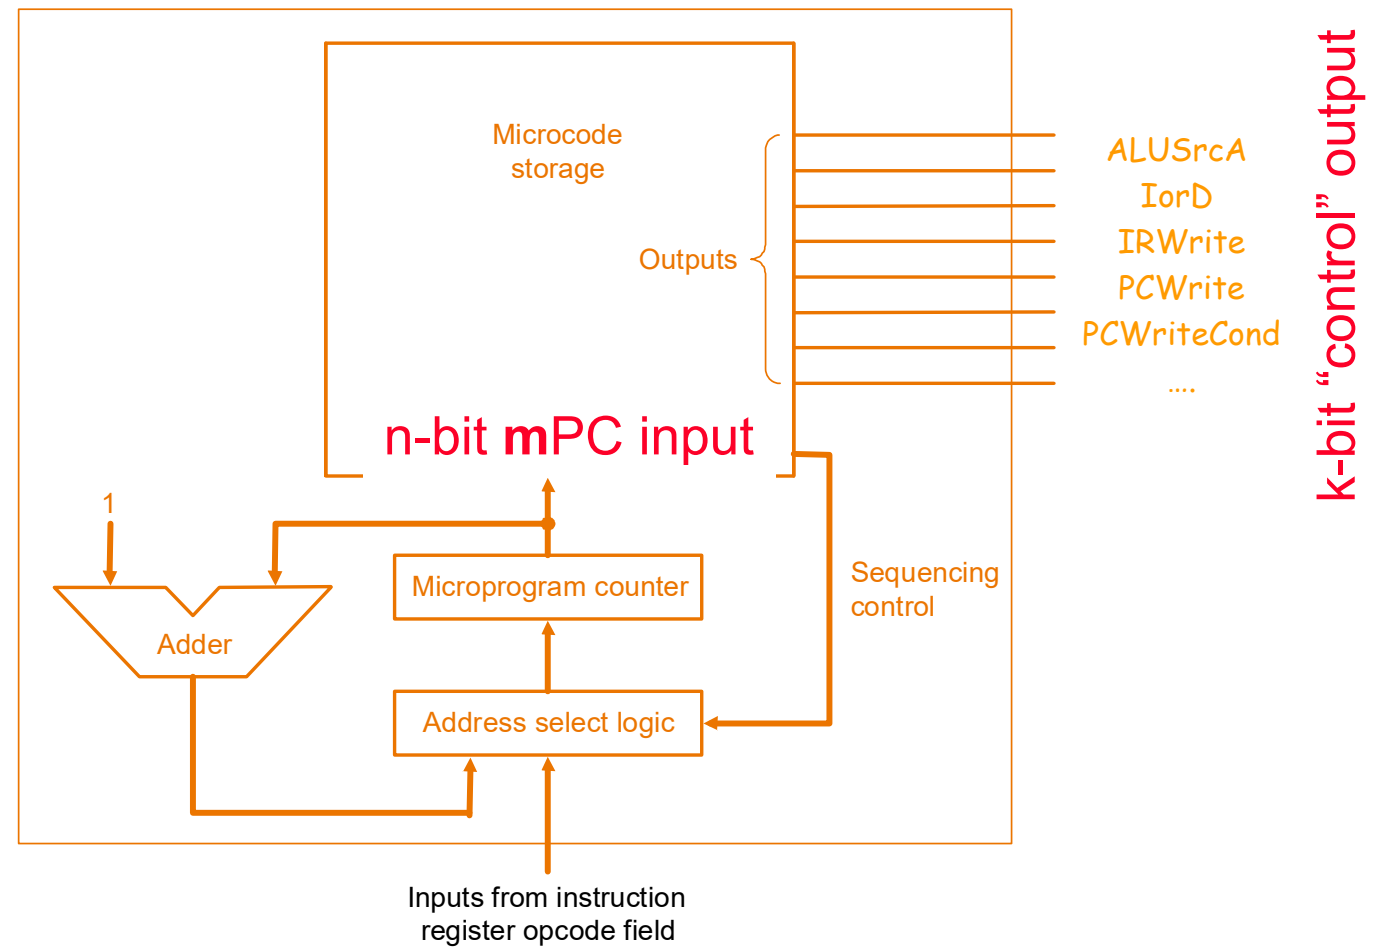 Microcode
storage
Outputs
ALUSrcA
IorD
IRWrite
PCWrite
PCWriteCond
....
k-bit “control” output
n-bit mPC input
1
Microprogram counter
Sequencing
control
Adder
Address select logic
Inputs from instruction
register opcode field